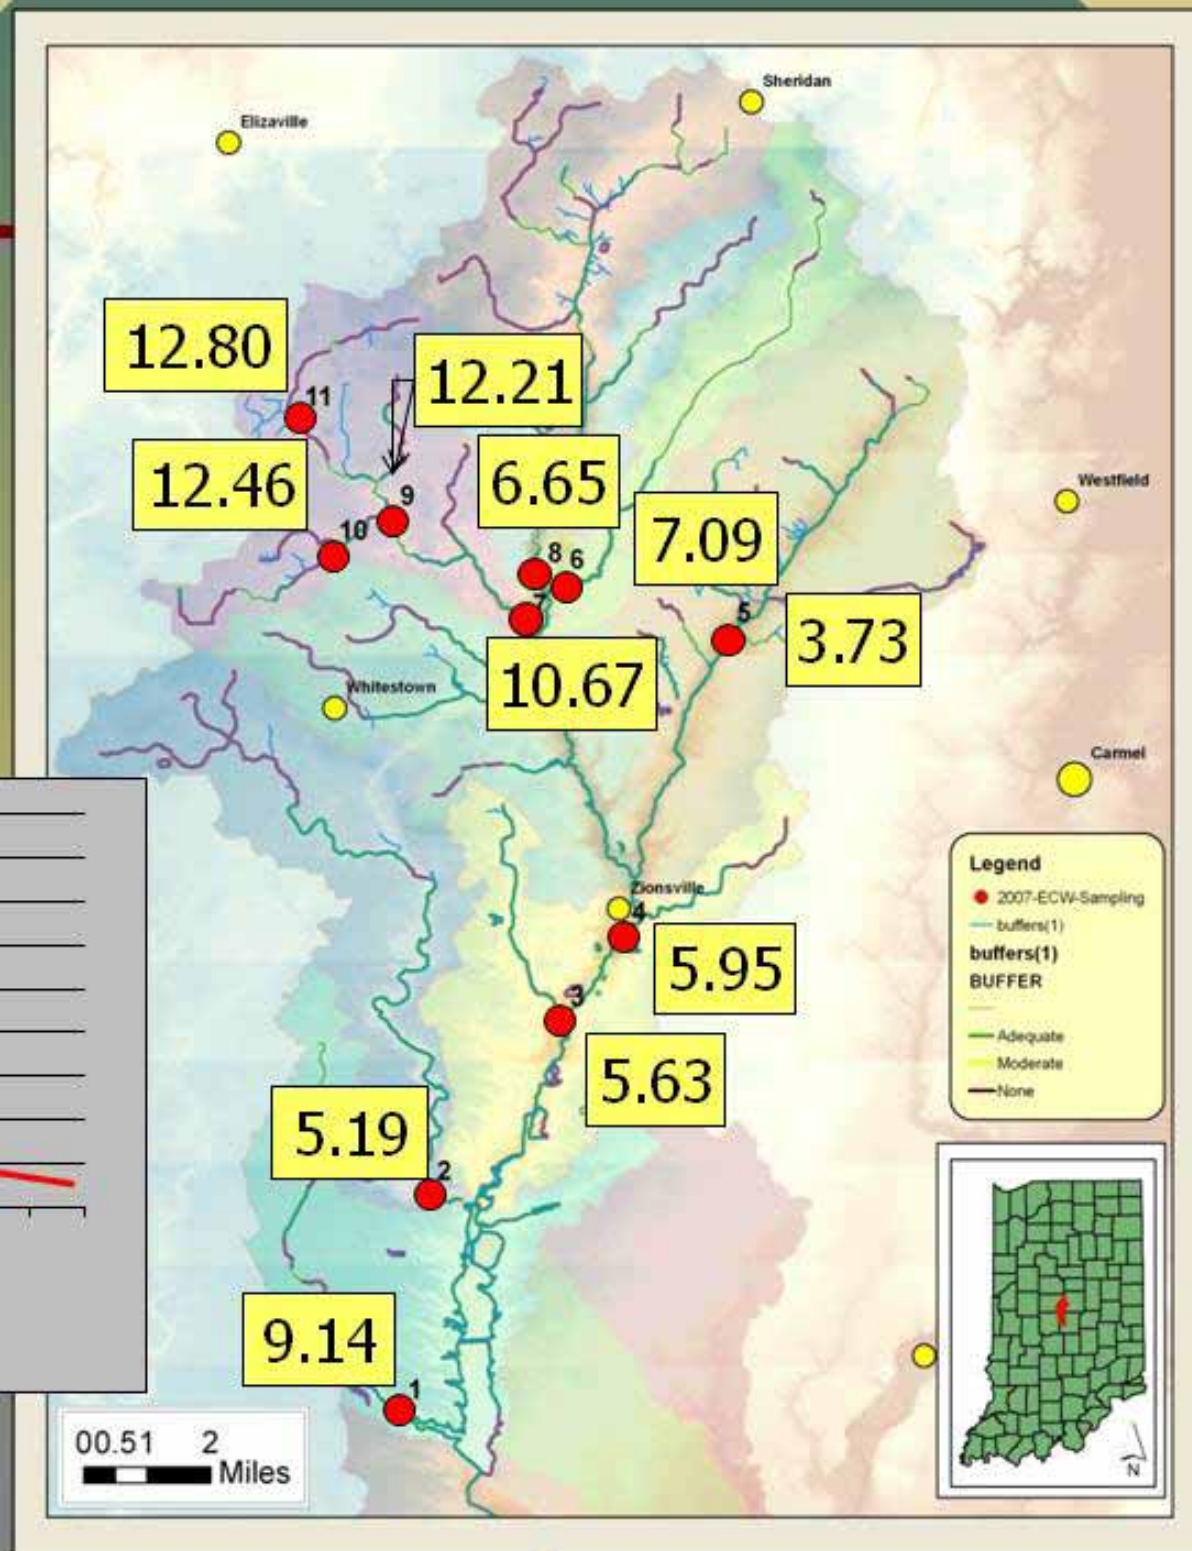 Sheridan
Elizaville
12.80
12.21
11
12.46
6.65
Westfield
9
7.09
10
8
6
7
5
3.73
10.67
Whitestown
Carmel
Zionsville
4
5.95
3
5.63
5.19
2
9.14
1
Legend
2007-ECW-Sampling
buffers(1)
buffers(1)
BUFFER
Adequate
Moderate
None
00.51 2
Miles
N